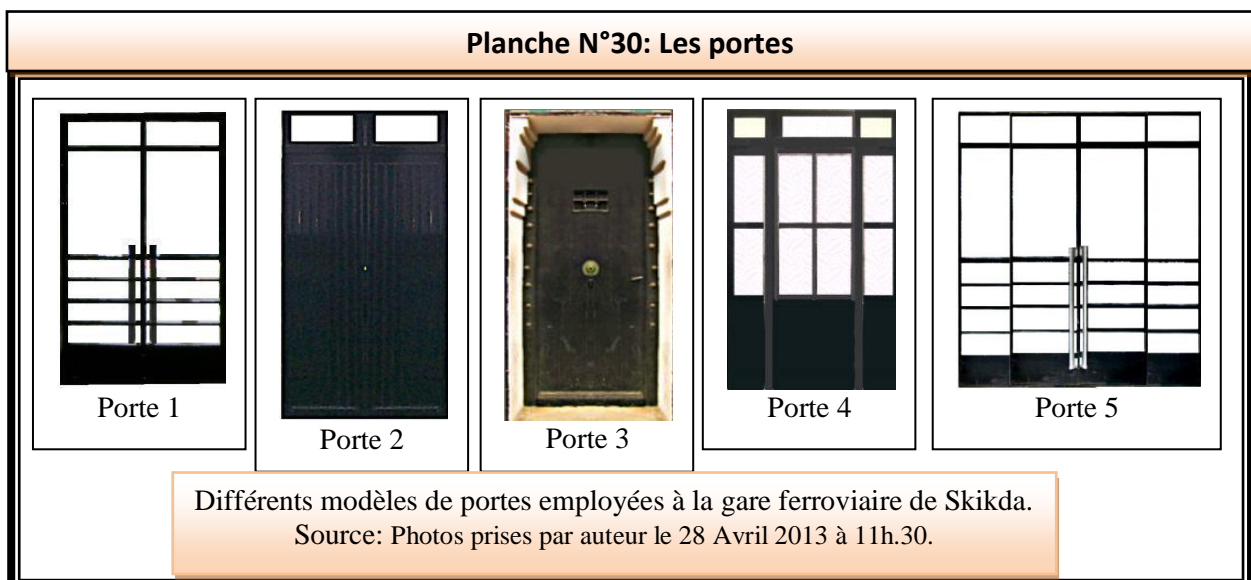 Planche N°30: Les portes
Porte 1
Porte 2
Porte 3
Porte 4
Porte 5
Différents modèles de portes employées à la gare ferroviaire de Skikda.
Source: Photos prises par auteur le 28 Avril 2013 à 11h.30.